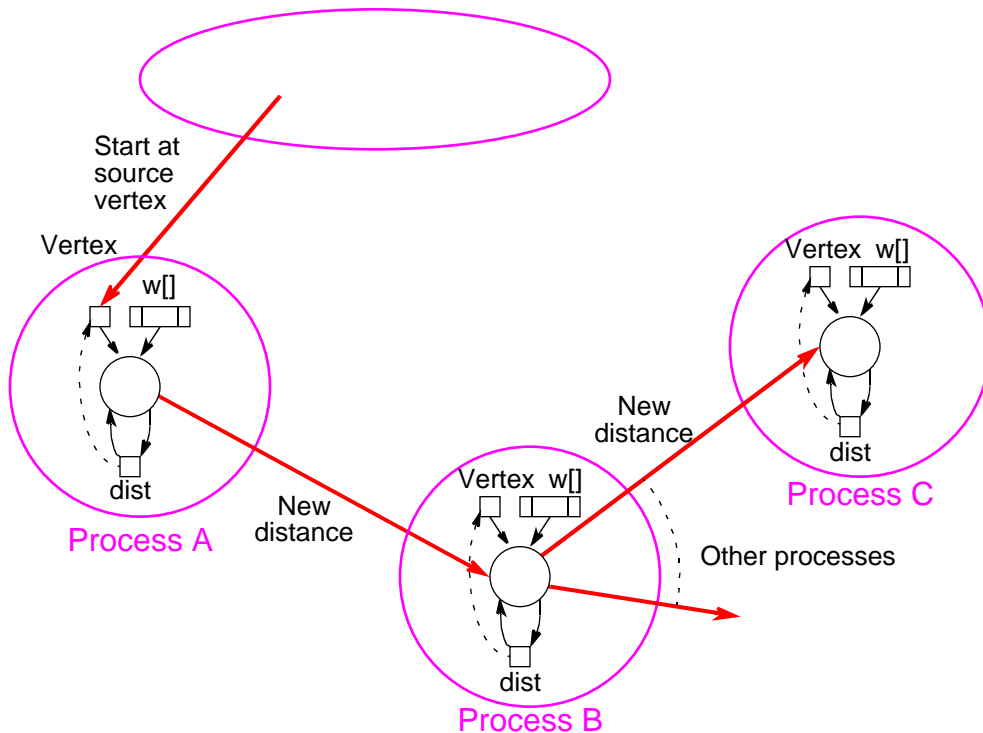 Start at
source
vertex
Vertex
w[]
dist
Process A
New
distance
Vertex w[]
dist
Process B
New
distance
Other processes
Vertex w[]
dist
Process C